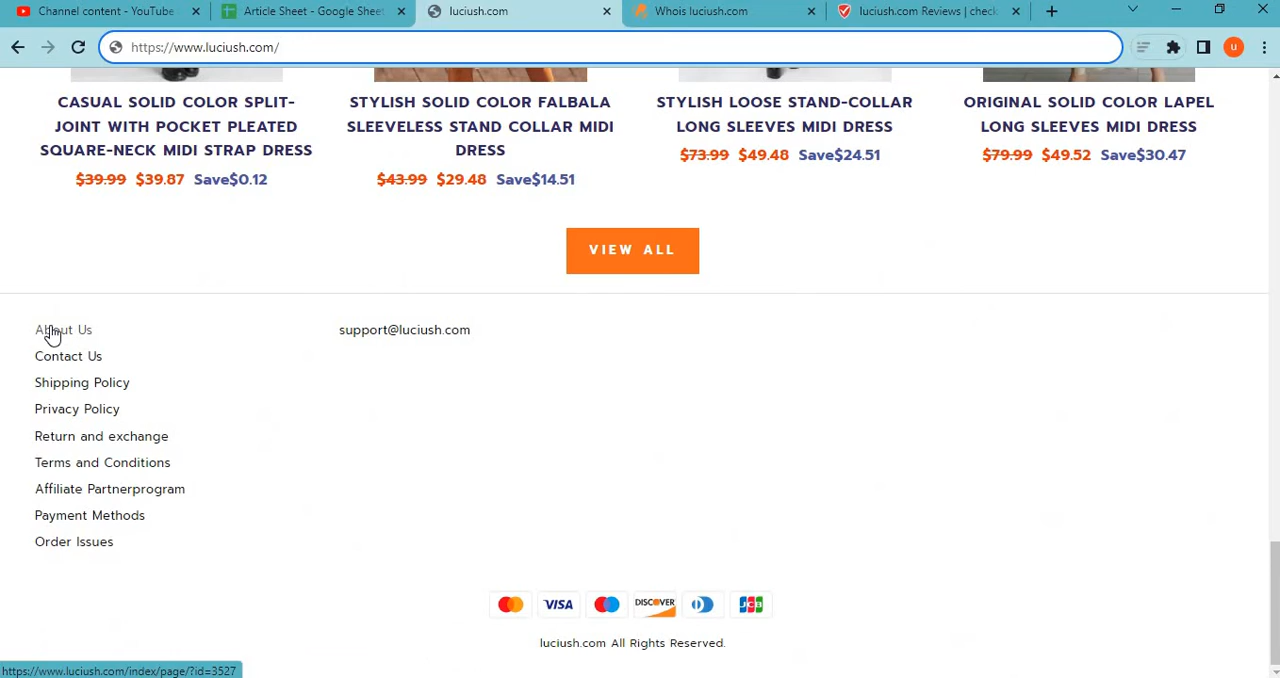 Channel content - YouTube
Article Sheet - Google Sheet
luciush.com
Whois luciush.com
luciush.com Reviews | check
https://www.luciush.com/
u
CASUAL SOLID COLOR SPLIT-
JOINT WITH POCKET PLEATED
SQUARE-NECK MIDI STRAP DRESS
$39.99 $39.87 Save$0.12
STYLISH SOLID COLOR FALBALA
SLEEVELESS STAND COLLAR MIDI
DRESS
$43.99 $29.48 Save$14.51
STYLISH LOOSE STAND-COLLAR
LONG SLEEVES MIDI DRESS
$73.99 $49.48 Save$24.51
ORIGINAL SOLID COLOR LAPEL
LONG SLEEVES MIDI DRESS
$79.99 $49.52 Save$30.47
VIEW ALL
About Us
Contact Us
Shipping Policy
Privacy Policy
Return and exchange
Terms and Conditions
Affiliate Partnerprogram
Payment Methods
Order Issues
support@luciush.com
VISA
DISCOVER
JCB
luciush.com All Rights Reserved.
https://www.luciush.com/index/page/?id=3527